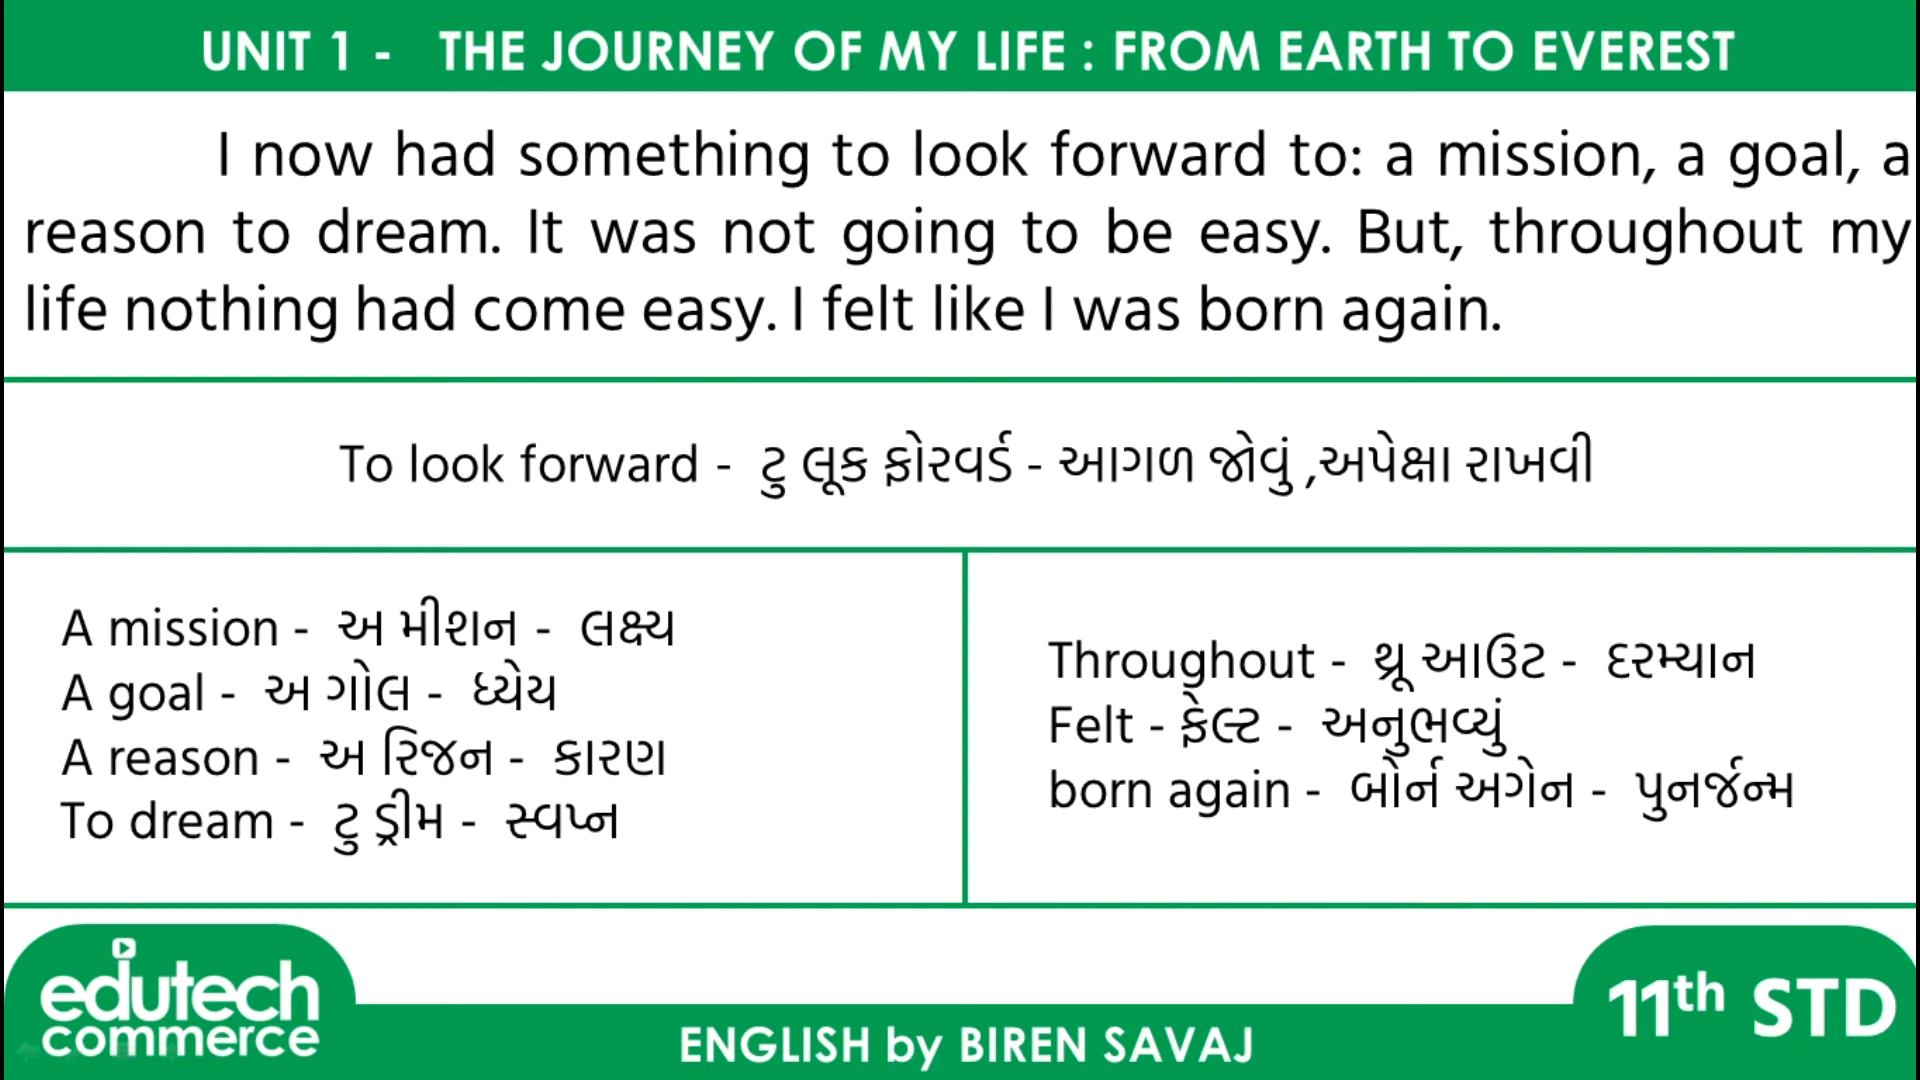 UNIT 1 - THE JOURNEY OF MY LIFE : FROM EARTH TO EVEREST
I now had something to look forward to: a mission, a goal, a
reason to dream. It was not going to be easy. But, throughout my
life nothing had come easy. I felt like I was born again.
To look forward - ટુ લૂક ફોરવર્ડ - આગળ જોવું ,અપેક્ષા રાખવી
A mission - અ મીશન - લક્ષ્ય
A goal - અ ગોલ - ધ્યેય
A reason - અ રિજન - કારણ
To dream - ટુ ડ્રીમ - સ્વપ્ન
Throughout - થ્રૂ આઉટ - દરમ્યાન
Felt - ફેલ્ટ - અનુભવ્યું
born again - બોર્ન અગેન - પુનર્જન્મ
edutech
commerce
ENGLISH by BIREN SAVAJ
11th STD